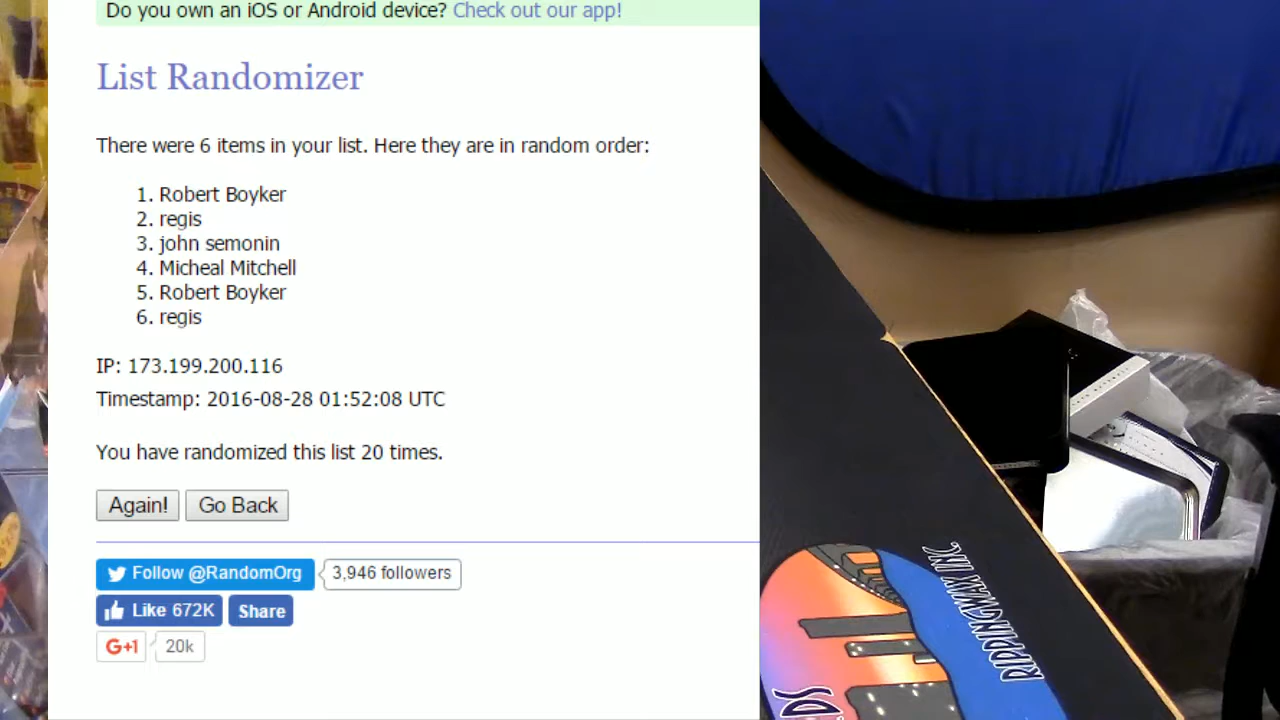 Do you own an iOS or Android device? Check out our app!
List Randomizer
There were 6 items in your list. Here they are in random order:
1. Robert Boyker
2. regis
3. john semonin
4. Micheal Mitchell
5. Robert Boyker
6. regis
IP: 173.199.200.116
Timestamp: 2016-08-28 01:52:08 UTC
You have randomized this list 20 times.
Again! Go Back
Follow @RandomOrg 3,946 followers
Like 672K Share
G+1 20k
RIPPINGWAX INC.